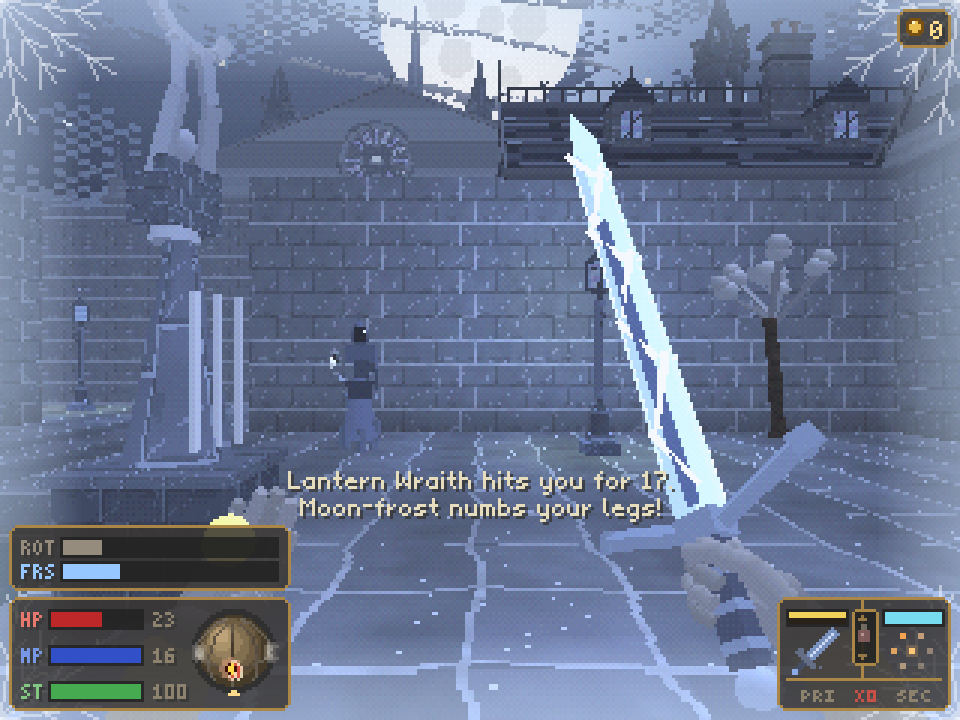 0
Lantern Wraith hits you for 17
Moon-frost numbs your legs!
ROT
FRS
HP 23
MP 16
ST 100
PRI X0 SEC